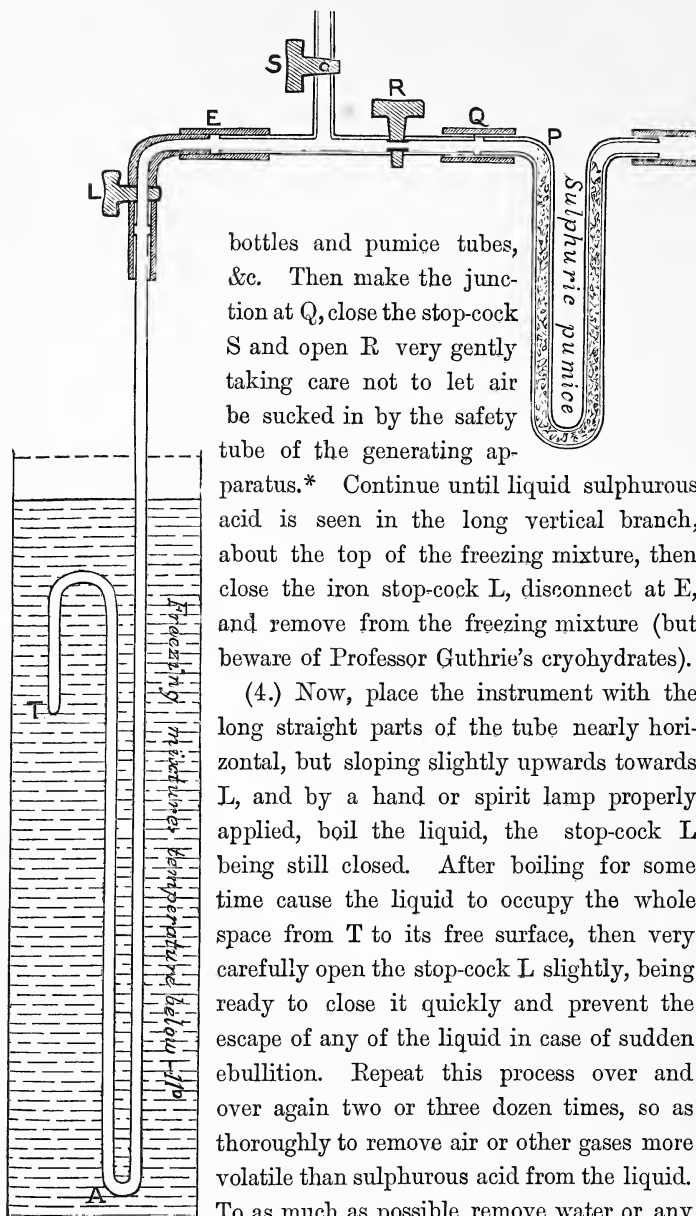 S
R
E
Q
P
L
Sulphuric pumice
bottles and pumice tubes,
&c. Then make the junc-
tion at Q, close the stop-cock
S and open R very gently
taking care not to let air
be sucked in by the safety
tube of the generating ap-
paratus.* Continue until liquid sulphurous
acid is seen in the long vertical branch,
about the top of the freezing mixture, then
close the iron stop-cock L, disconnect at E,
and remove from the freezing mixture (but
beware of Professor Guthrie's cryohydrates).
(4.) Now, place the instrument with the
long straight parts of the tube nearly hori-
zontal, but sloping slightly upwards towards
L, and by a hand or spirit lamp properly
applied, boil the liquid, the stop-cock L
being still closed. After boiling for some
time cause the liquid to occupy the whole
space from T to its free surface, then very
carefully open the stop-cock L slightly, being
ready to close it quickly and prevent the
escape of any of the liquid in case of sudden
ebullition. Repeat this process over and
over again two or three dozen times, so as
thoroughly to remove air or other gases more
volatile than sulphurous acid from the liquid.
To as much as possible remove water or any
Freezing mixture, temperature below
T
A